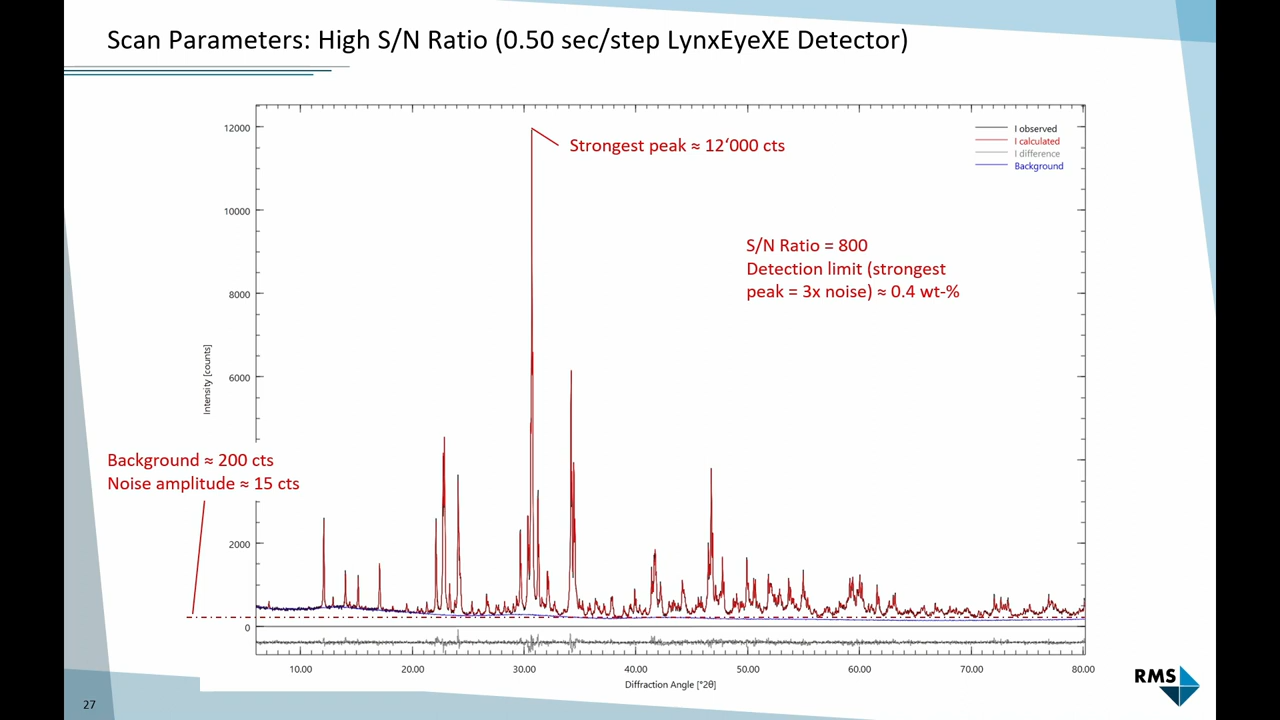 Scan Parameters: High S/N Ratio (0.50 sec/step LynxEyeXE Detector)
12000
10000
8000
6000
2000
0
Intensity [counts]
Strongest peak ≈ 12‘000 cts
I observed
I calculated
I difference
Background
S/N Ratio = 800
Detection limit (strongest
peak = 3x noise) ≈ 0.4 wt-%
Background ≈ 200 cts
Noise amplitude ≈ 15 cts
10.00 20.00 30.00 40.00 50.00 60.00 70.00 80.00
Diffraction Angle [°2θ]
RMS
27